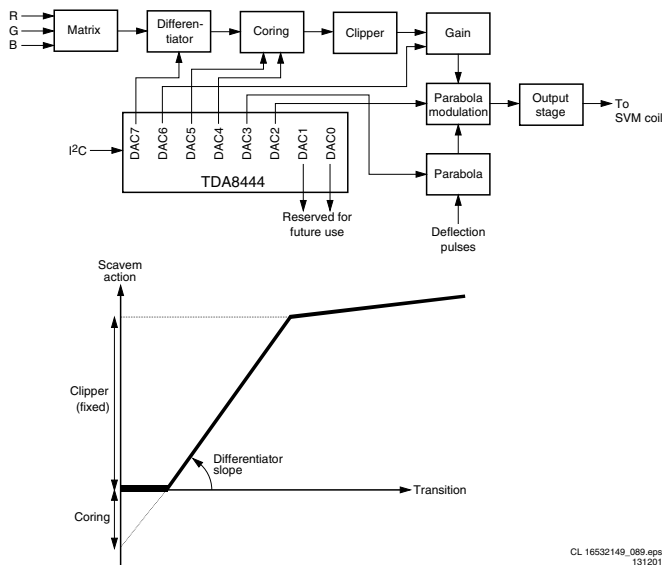 R
G
B
Matrix
Differen-
tiator
Coring
Clipper
Gain
Parabola
modulation
Output
stage
To
SVM coil
I²C
DAC7
DAC6
DAC5
DAC4
DAC3
DAC2
DAC1
DAC0
TDA8444
Parabola
Reserved for
future use
Deflection
pulses
Scavem
action
Clipper
(fixed)
Differentiator
slope
Transition
Coring
CL 16532149_089.eps
131201